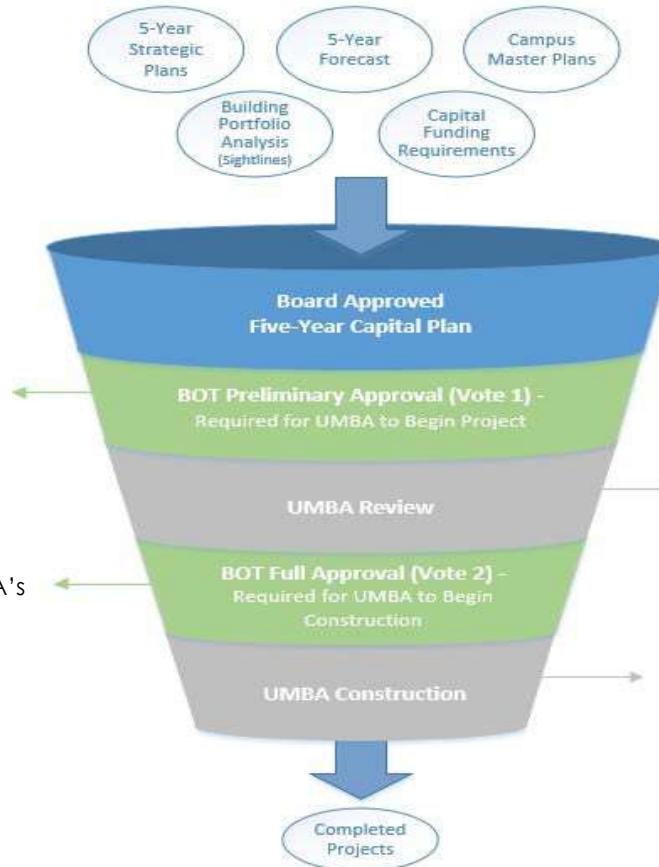 5-Year
Strategic
Plans
5-Year
Forecast
Campus
Master Plans
Building
Portfolio
Analysis
(Sightlines)
Capital
Funding
Requirements
Board Approved
Five-Year Capital Plan
BOT Preliminary Approval (Vote 1) -
Required for UMBA to Begin Project
UMBA Review
A's
BOT Full Approval (Vote 2) -
Required for UMBA to Begin
Construction
UMBA Construction
Completed
Projects